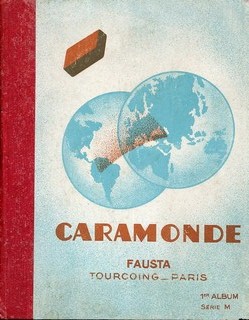 CARAMONDE
FAUSTA
TOURCOING_PARIS
1ER ALBUM
SÉRIE M